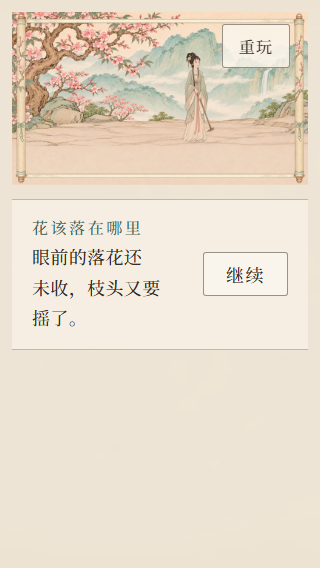 重玩
花该落在哪里
眼前的落花还
未收，枝头又要
摇了。
继续